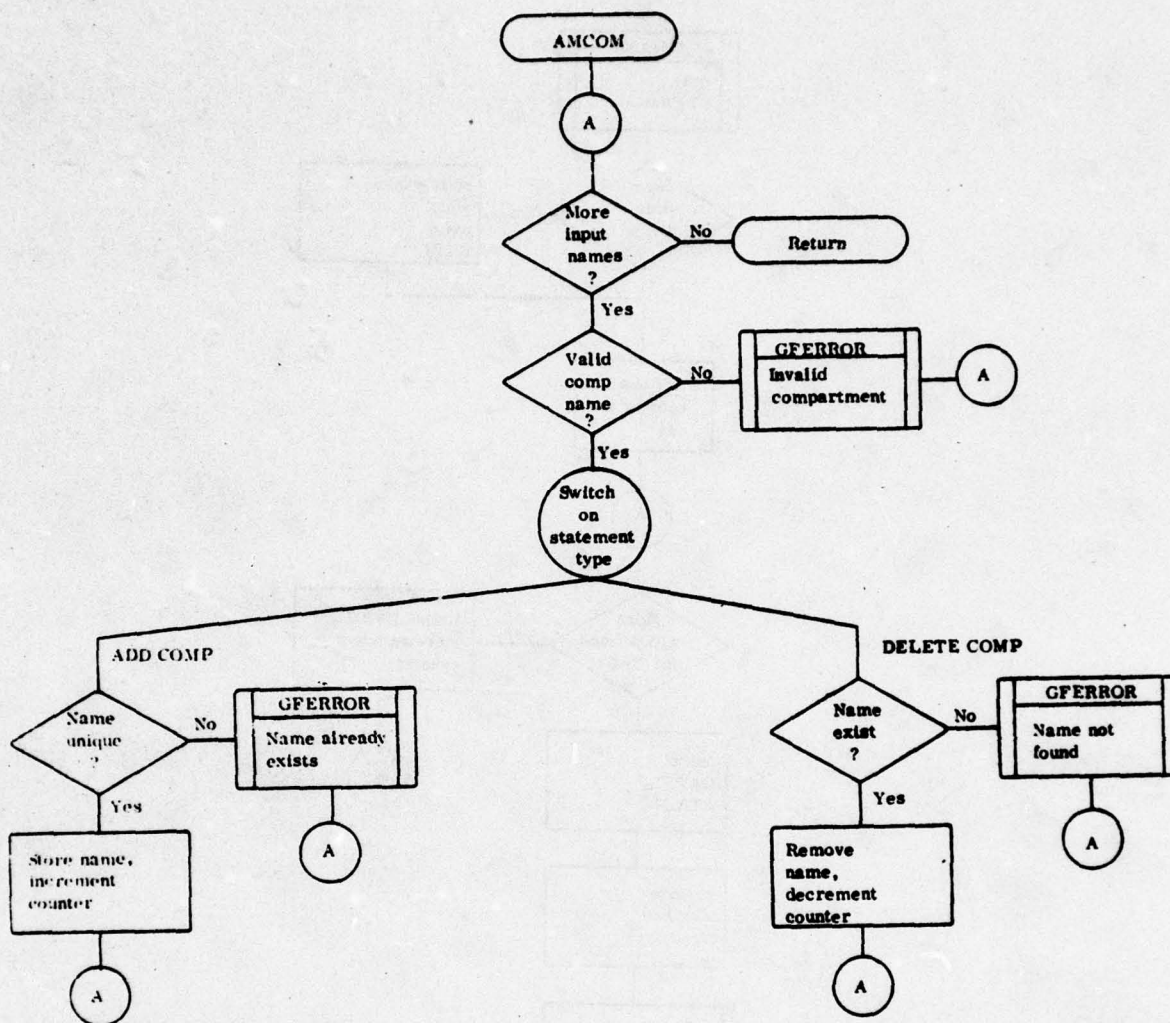 AMCOM
A
More
input
names
?
No
Return
Yes
Valid
comp
name
?
No
GFERROR
Invalid
compartment
A
Yes
Switch
on
statement
type
ADD COMP
Name
unique
?
No
GFERROR
Name already
exists
A
Yes
Store name,
increment
counter
A
DELETE COMP
Name
exist
?
No
GFERROR
Name not
found
A
Yes
Remove
name,
decrement
counter
A